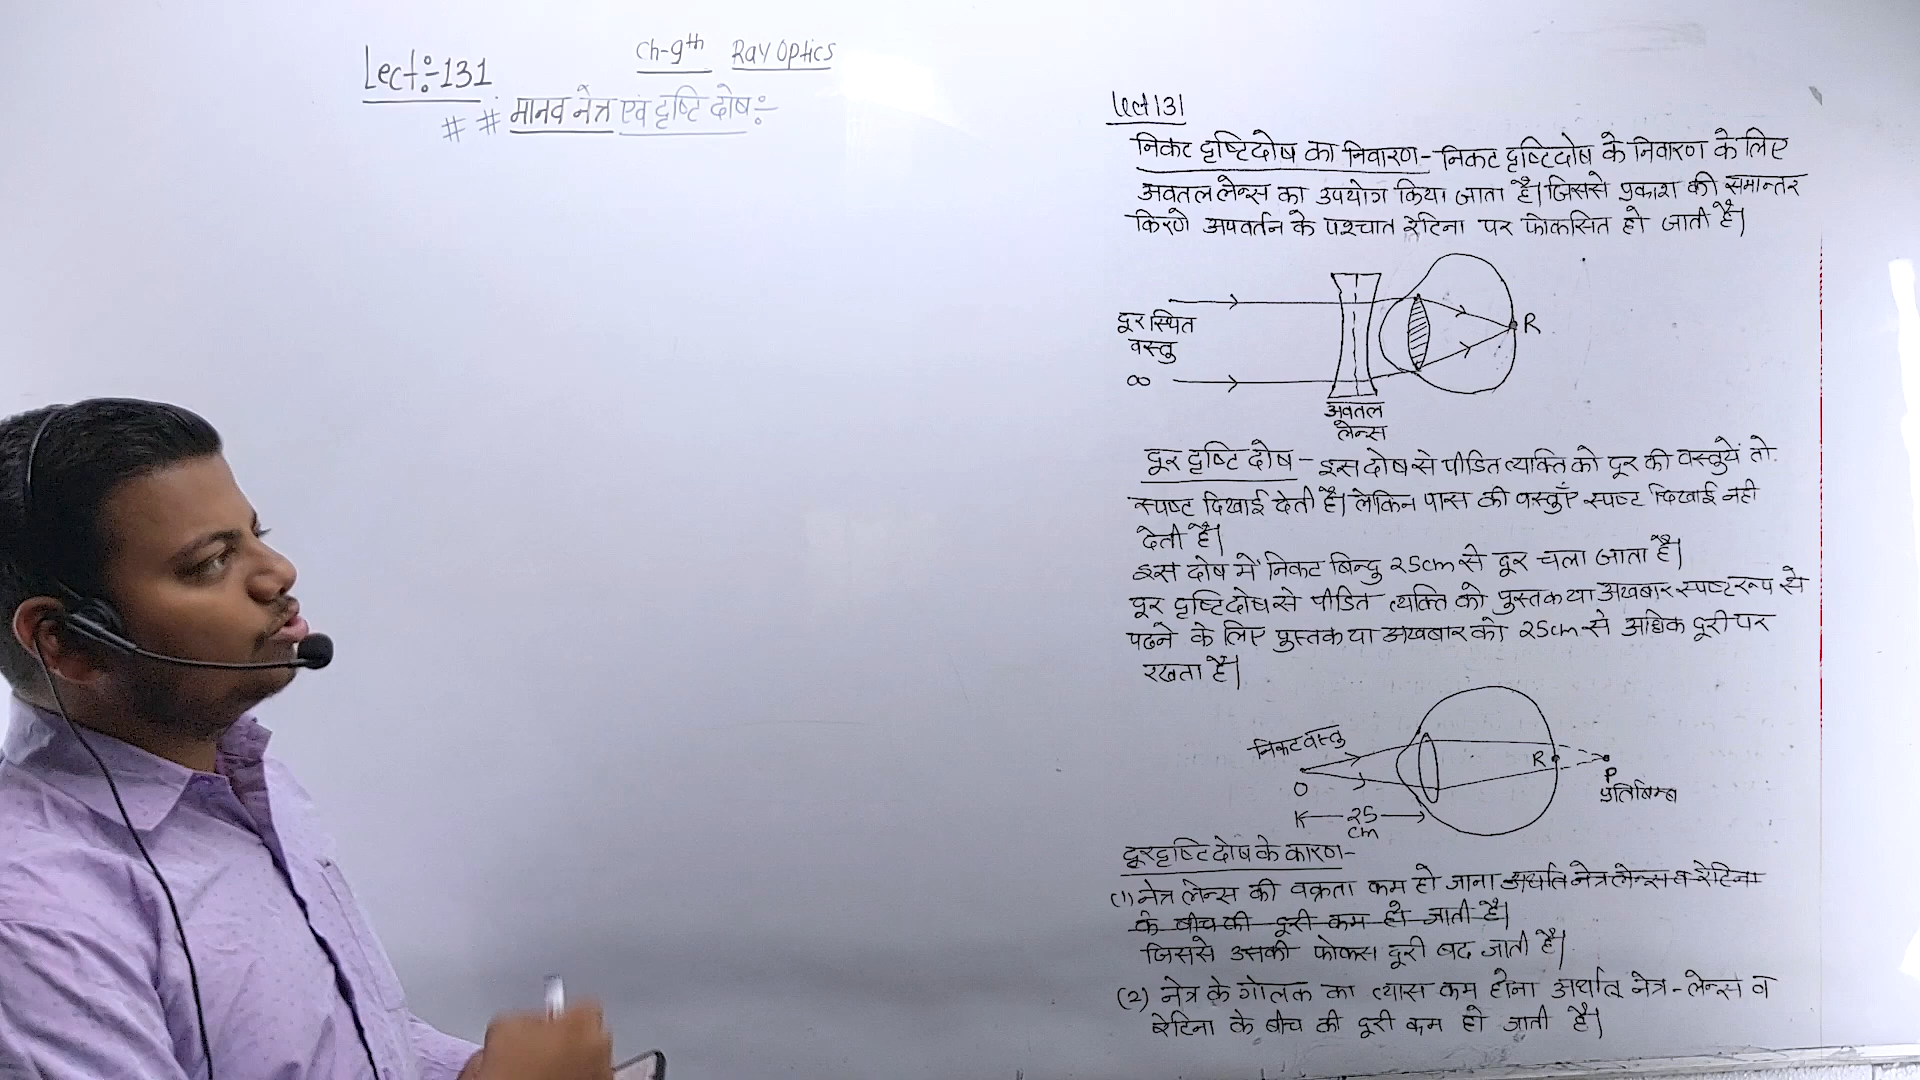 Lect:-131
Ch-9th Ray Optics
# # मानव नेत्र एवं दृष्टि दोष:-
Lect 131
निकट दृष्टिदोष का निवारण- निकट दृष्टिदोष के निवारण के लिए
अवतल लेन्स का उपयोग किया जाता है। जिससे प्रकाश की समान्तर
किरणे अपवर्तन के पश्चात रेटिना पर फोकसित हो जाती है।
दूर स्थित
वस्तु
∞
R
अवतल
लेन्स
दूर दृष्टि दोष - इस दोष से पीडित व्यक्ति को दूर की वस्तुयें तो
स्पष्ट दिखाई देती है। लेकिन पास की वस्तुएँ स्पष्ट दिखाई नही
देती है।
इस दोष में निकट बिन्दु 25cm से दूर चला जाता है।
दूर दृष्टिदोष से पीडित व्यक्ति को पुस्तक या अखबार स्पष्ट रूप से
पढने के लिए पुस्तक या अखबार को 25cm से अधिक दूरी पर
रखता है।
निकट वस्तु
O
R
P
प्रतिबिम्ब
25
cm
दूरदृष्टि दोष के कारण-
(1) नेत्र लेन्स की वक्रता कम हो जाना अर्थात नेत्र लेन्स व रेटिना
के बीच की दूरी कम हो जाती है।
जिससे उसकी फोकस दूरी बढ जाती है।
(2) नेत्र के गोलक का व्यास कम होना अर्थात् नेत्र-लेन्स व
रेटिना के बीच की दूरी कम हो जाती है।